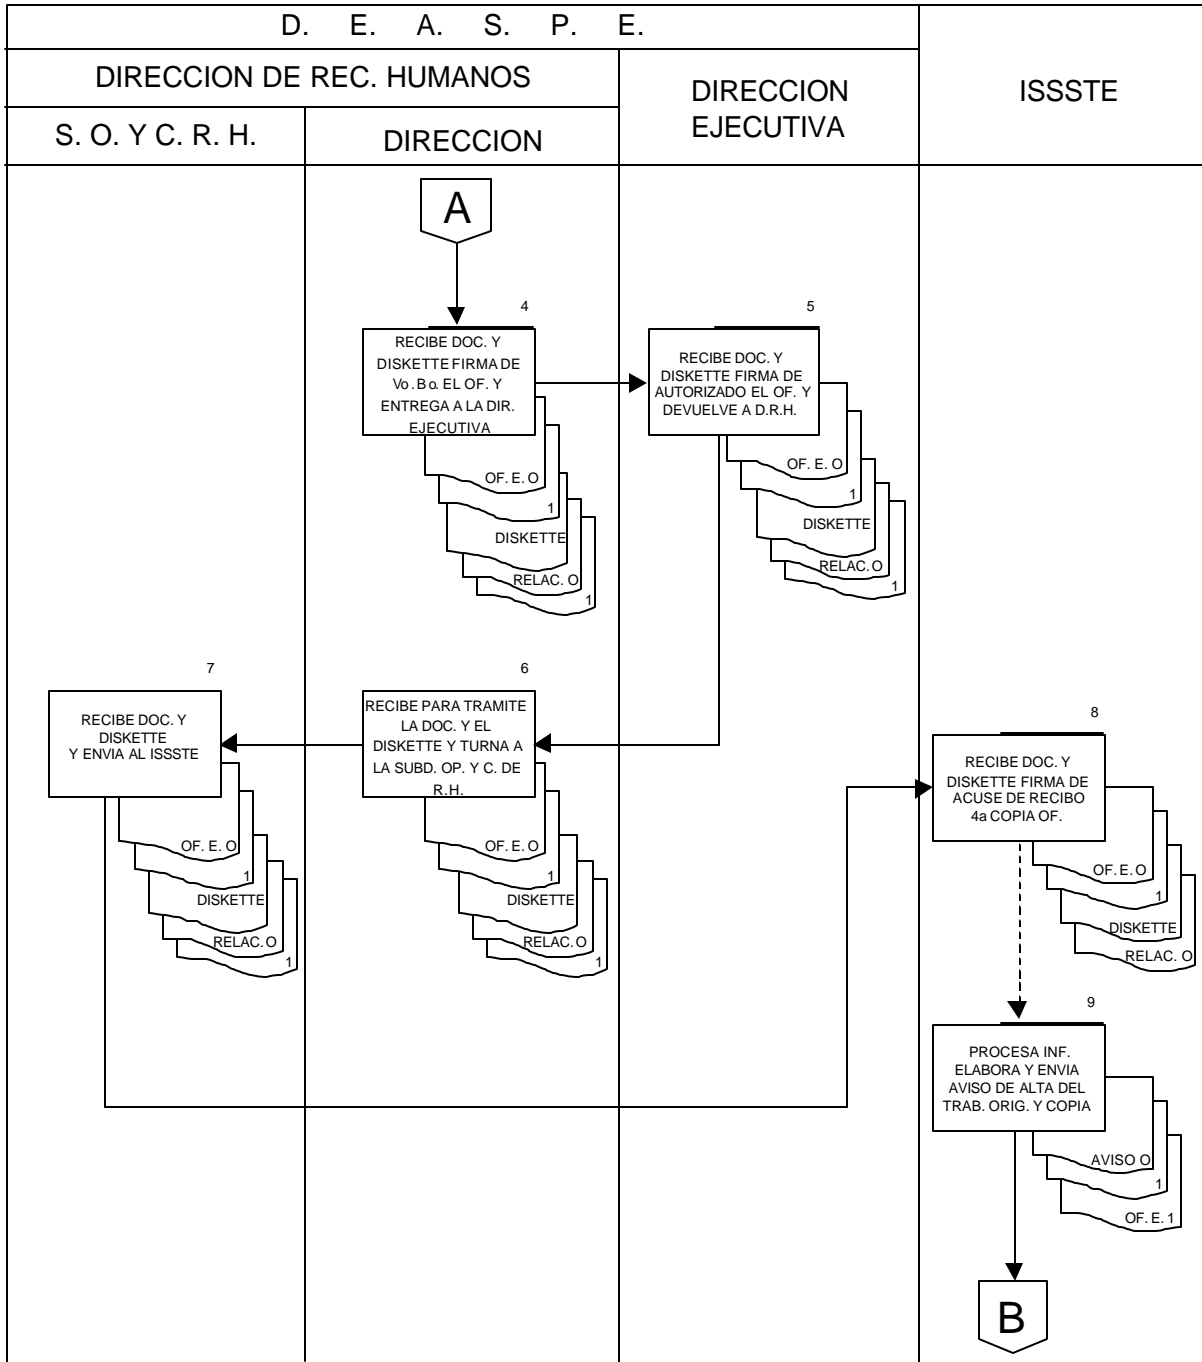 D. E. A. S. P. E.
DIRECCION DE REC. HUMANOS
DIRECCION
EJECUTIVA
ISSSTE
S. O. Y C. R. H.
DIRECCION
A
4
RECIBE DOC. Y
DISKETTE FIRMA DE
Vo. Bo. EL OF. Y
ENTREGA A LA DIR.
EJECUTIVA
OF. E. O
1
DISKETTE
RELAC. O
1
5
RECIBE DOC. Y
DISKETTE FIRMA DE
AUTORIZADO EL OF. Y
DEVUELVE A D.R.H.
OF. E. O
1
DISKETTE
RELAC. O
1
7
RECIBE DOC. Y
DISKETTE
Y ENVIA AL ISSSTE
OF. E. O
1
DISKETTE
RELAC. O
1
6
RECIBE PARA TRAMITE
LA DOC. Y EL
DISKETTE Y TURNA A
LA SUBD. OP. Y C. DE
R.H.
OF. E. O
1
DISKETTE
RELAC. O
1
8
RECIBE DOC. Y
DISKETTE FIRMA DE
ACUSE DE RECIBO
4a COPIA OF.
OF. E. O
1
DISKETTE
RELAC. O
9
PROCESA INF.
ELABORA Y ENVIA
AVISO DE ALTA DEL
TRAB. ORIG. Y COPIA
AVISO O
1
OF. E. 1
B